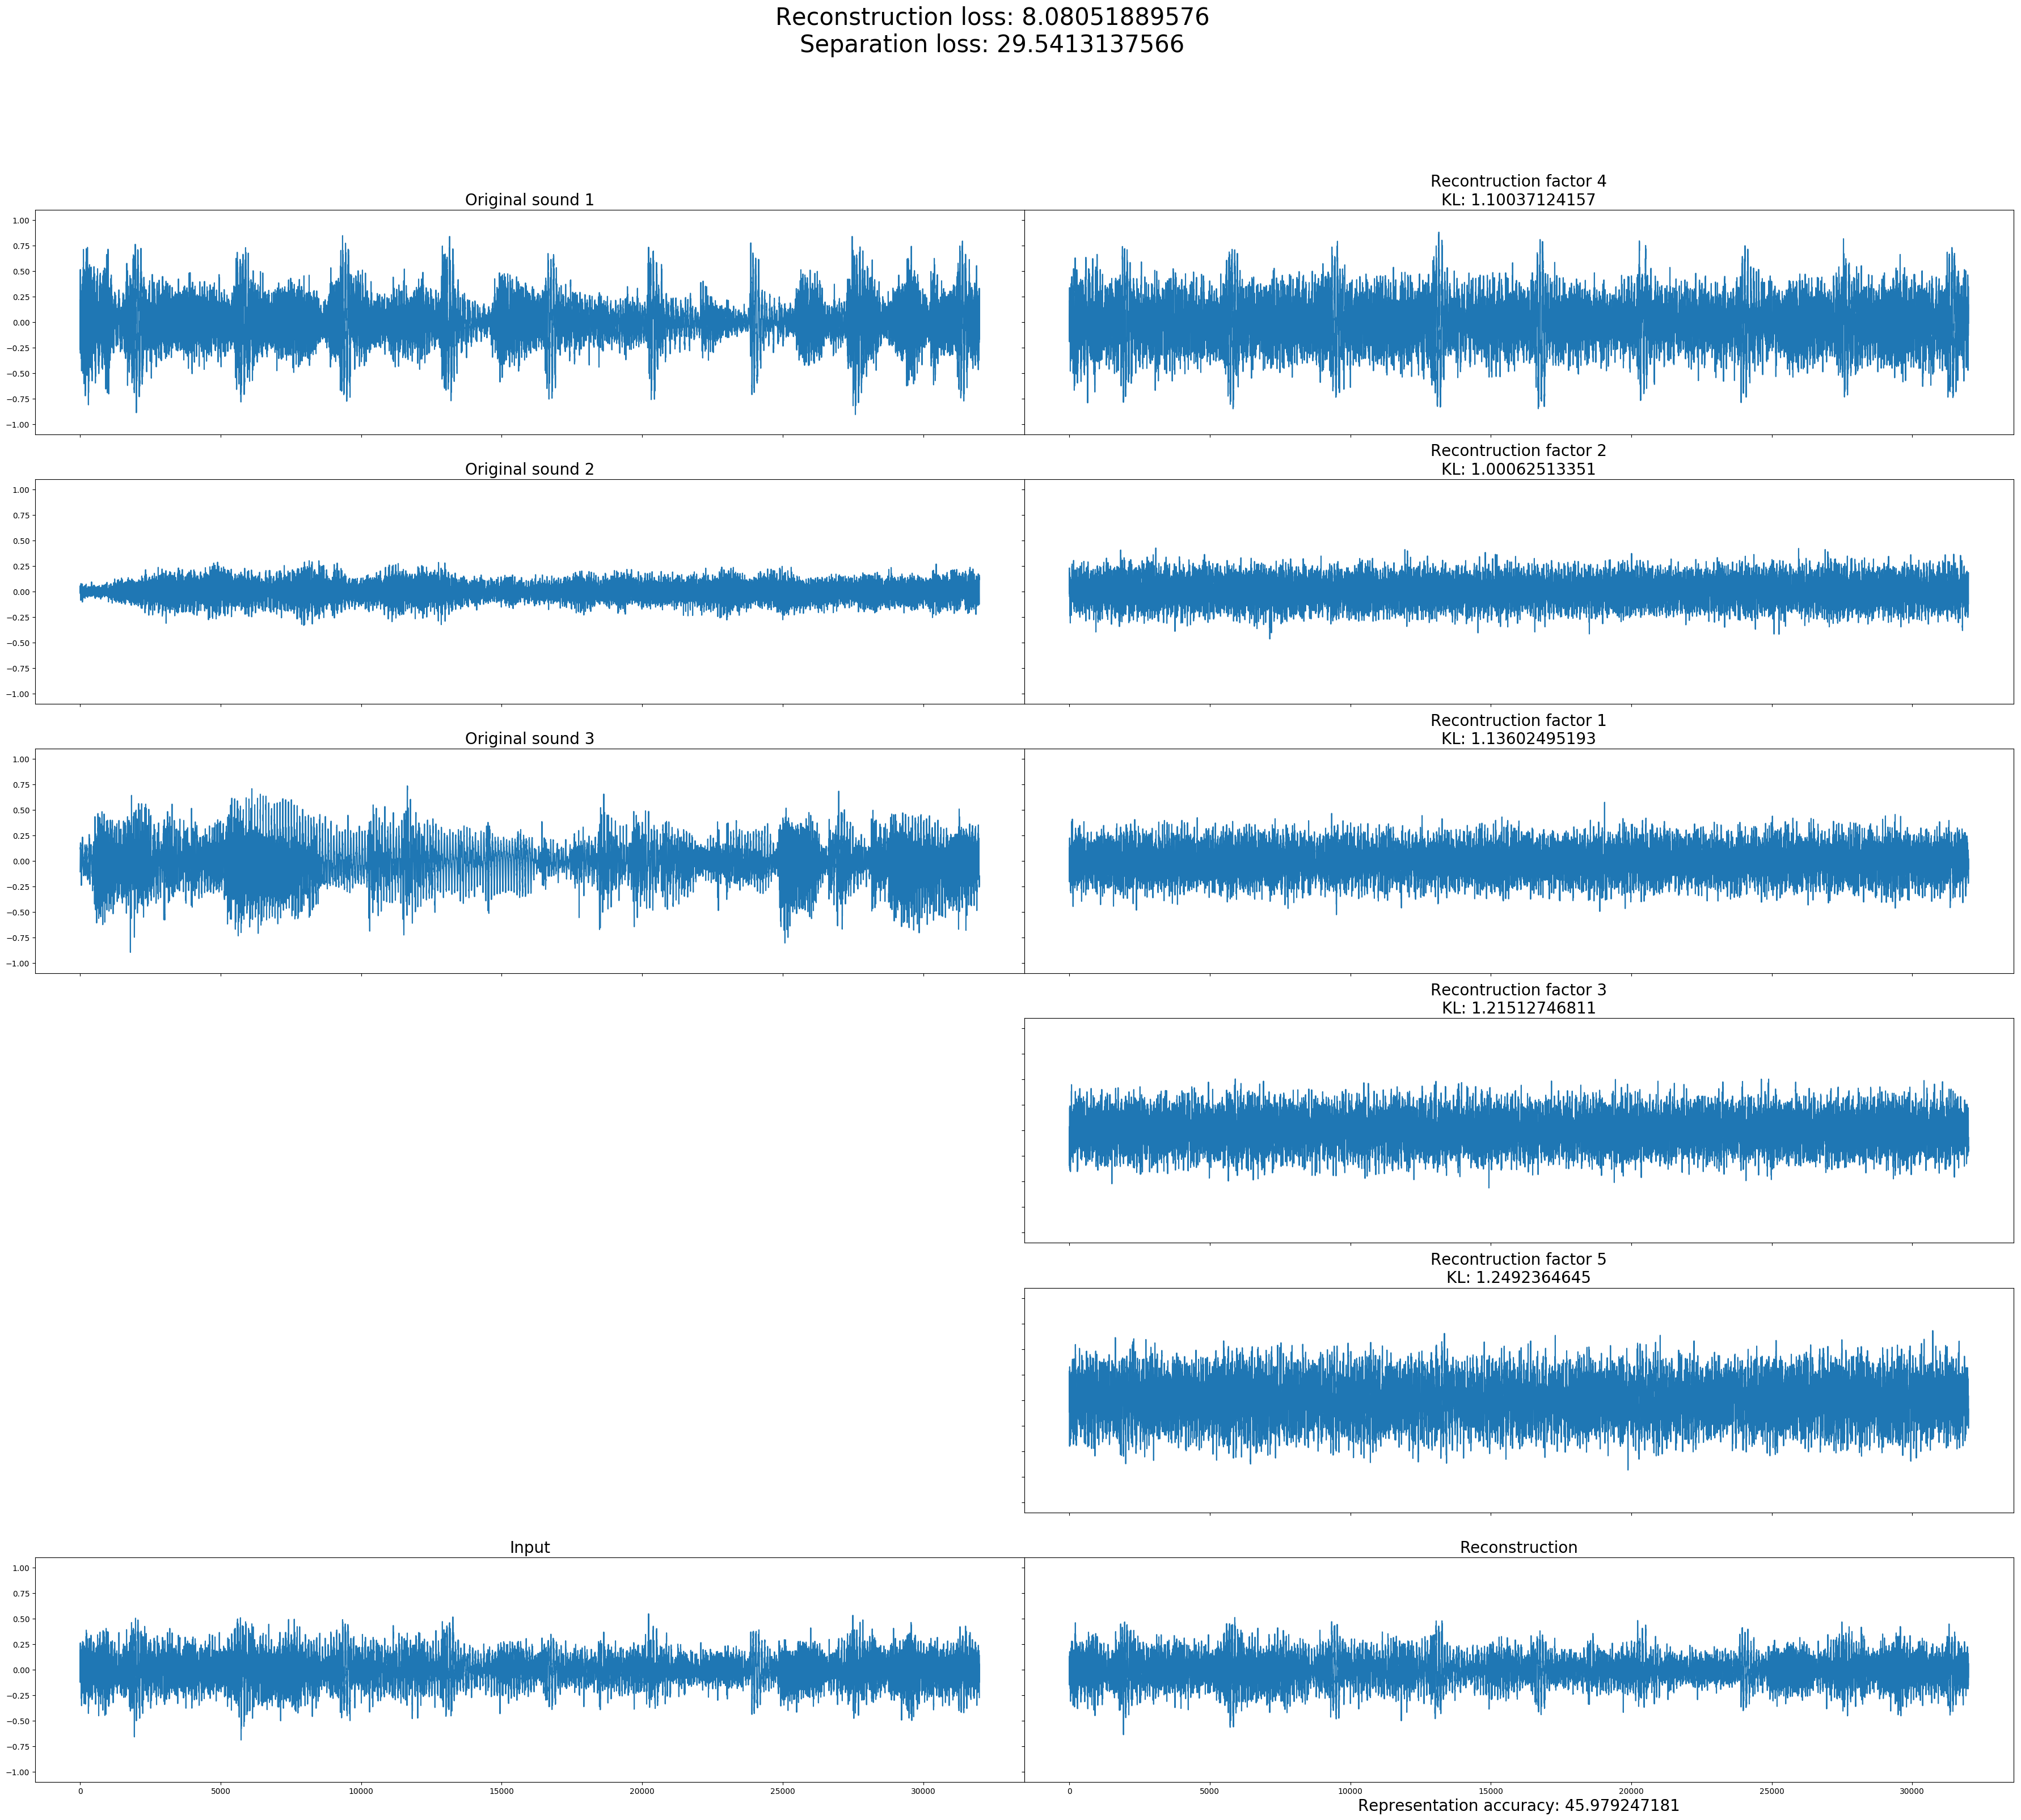 Reconstruction loss: 8.08051889576
Separation loss: 29.5413137566
Original sound 1
1.00
0.75
0.50
0.25
0.00
−0.25
−0.50
−0.75
−1.00
Recontruction factor 4
KL: 1.10037124157
Original sound 2
1.00
0.75
0.50
0.25
0.00
−0.25
−0.50
−0.75
−1.00
Recontruction factor 2
KL: 1.00062513351
Original sound 3
1.00
0.75
0.50
0.25
0.00
−0.25
−0.50
−0.75
−1.00
Recontruction factor 1
KL: 1.13602495193
Recontruction factor 3
KL: 1.21512746811
Recontruction factor 5
KL: 1.2492364645
Input
1.00
0.75
0.50
0.25
0.00
−0.25
−0.50
−0.75
−1.00
0 5000 10000 15000 20000 25000 30000
Reconstruction
0 5000 10000 15000 20000 25000 30000
Representation accuracy: 45.979247181